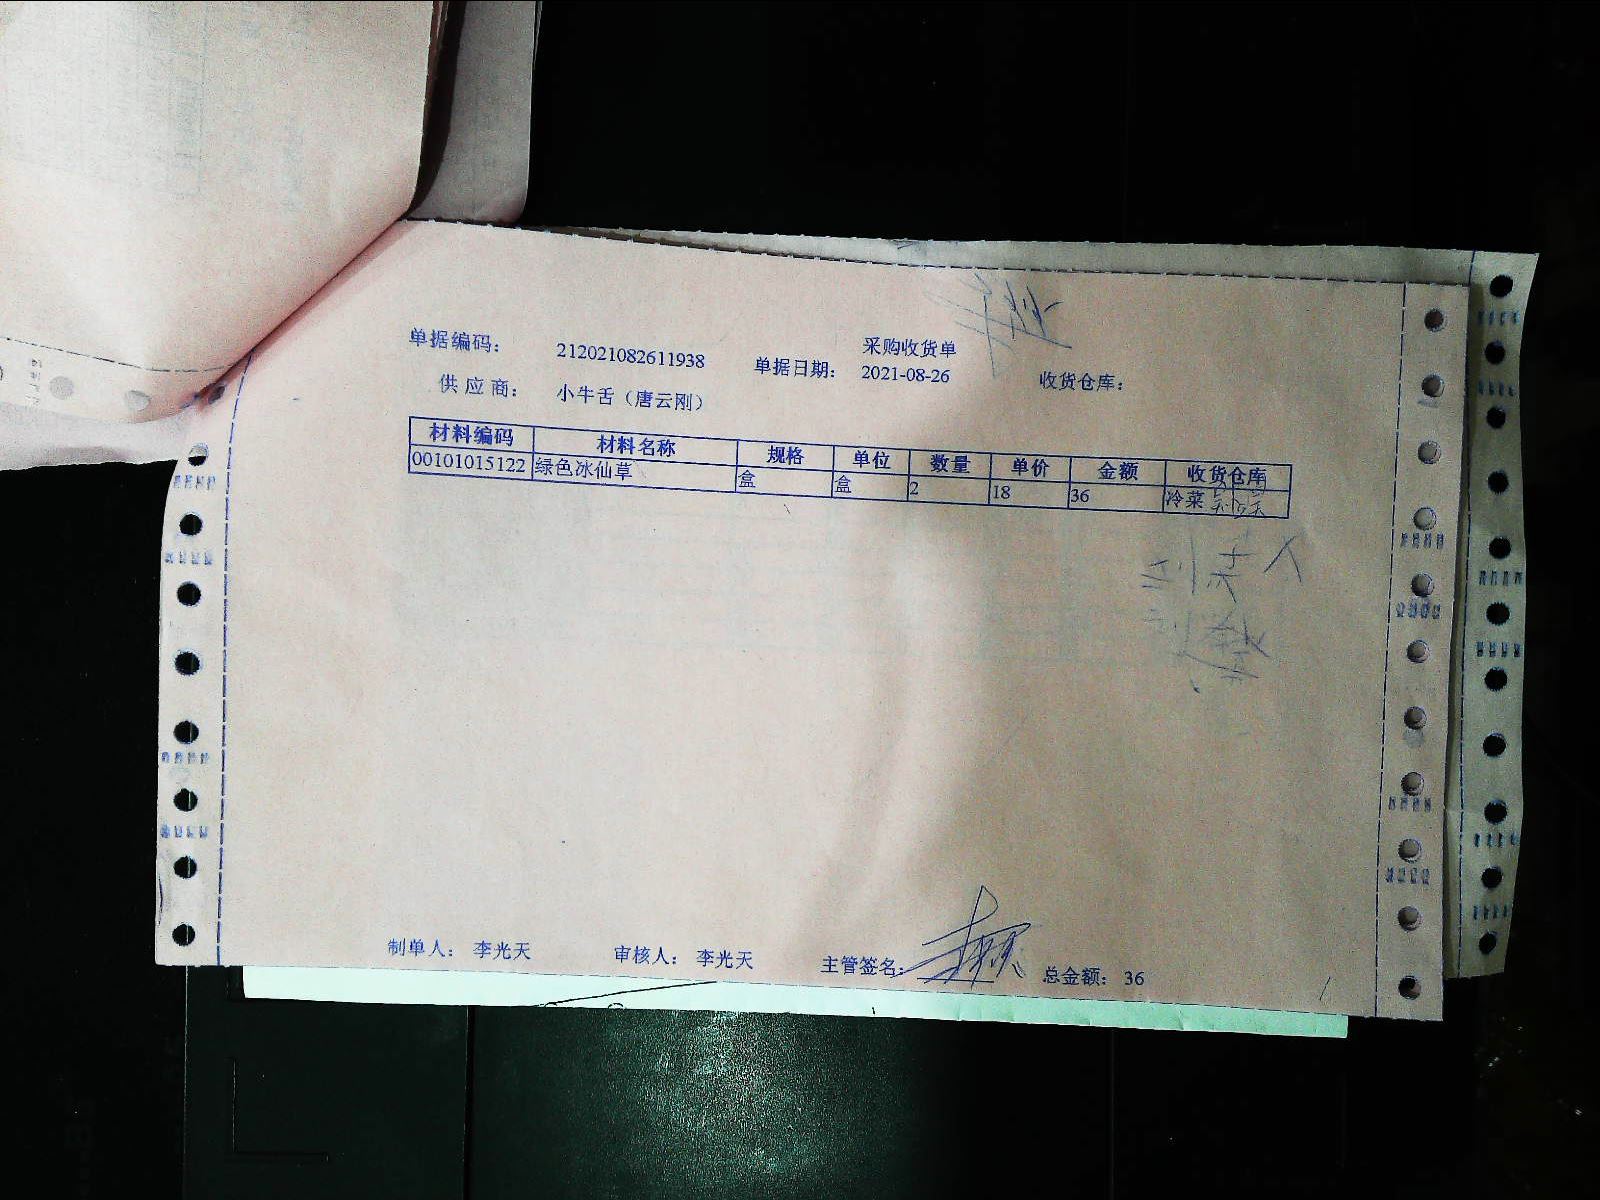 采购收货单
单据编码： 212021082611938 单据日期： 2021-08-26 收货仓库：
供应商： 小牛舌（唐云刚）
材料编码 材料名称 规格 单位 数量 单价 金额 收货仓库
00101015122 绿色冰仙草 盒 盒 2 18 36 冷菜
制单人： 李光天 审核人： 李光天 主管签名： 总金额： 36